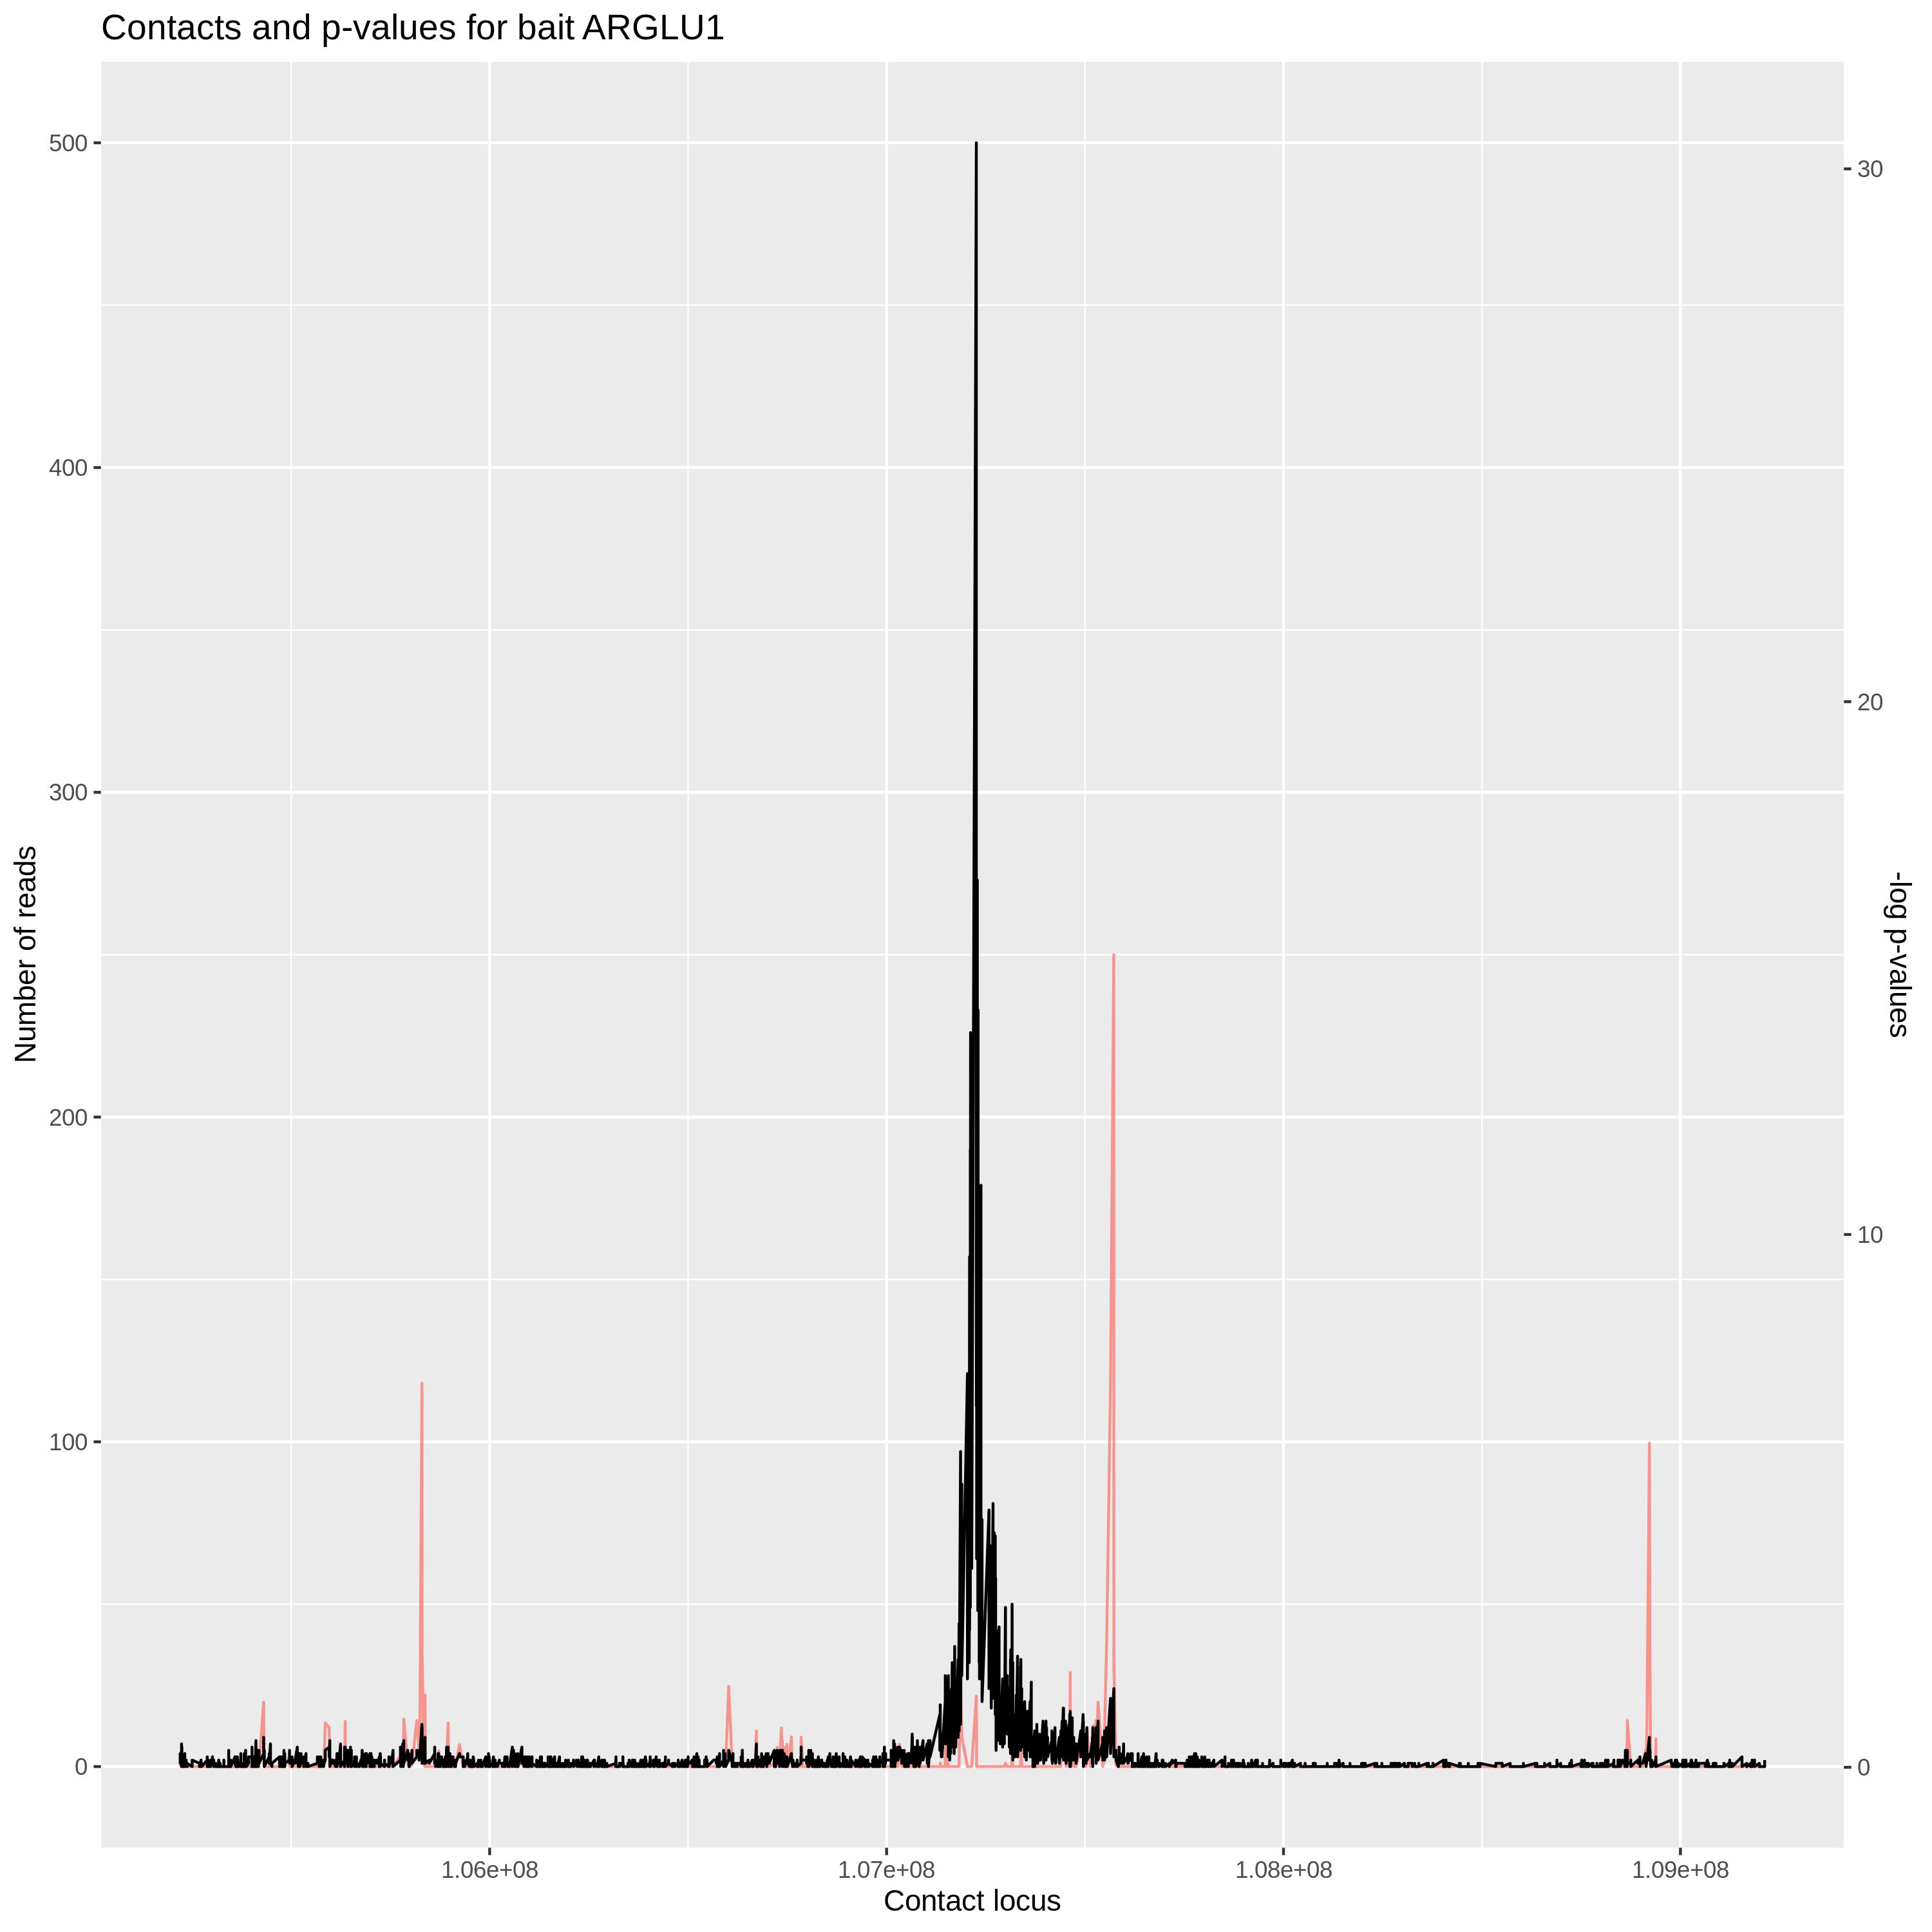 Contacts and p-values for bait ARGLU1
500
400
300
200
100
0
Number of reads
30
20
10
0
-log p-values
1.06e+08
1.07e+08
1.08e+08
1.09e+08
Contact locus